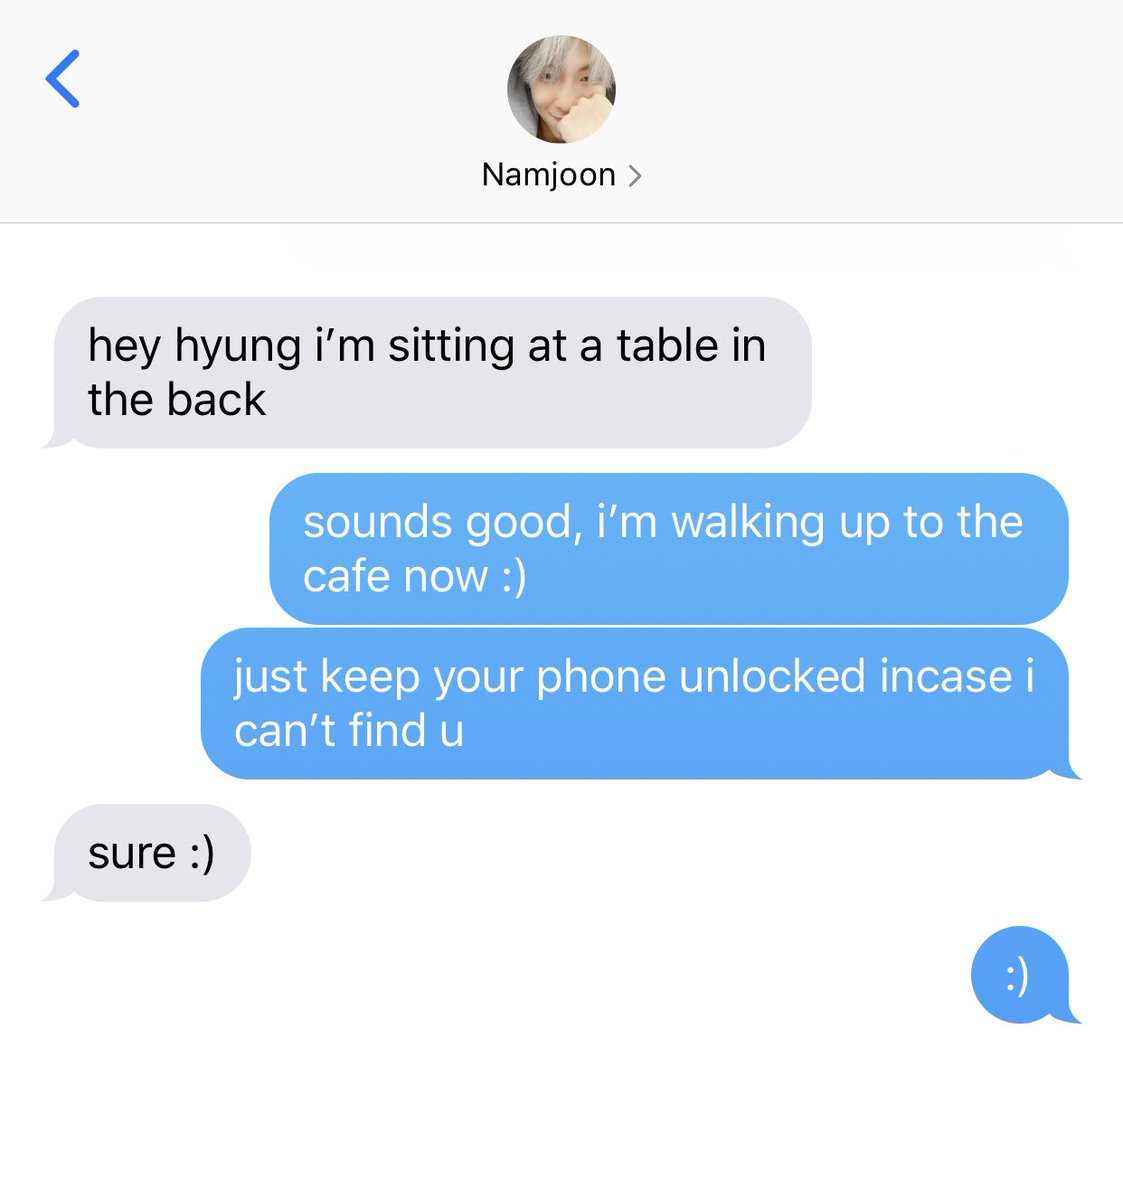 Namjoon
hey hyung i’m sitting at a table in
the back
sounds good, i’m walking up to the
cafe now :)
just keep your phone unlocked incase i
can’t find u
sure :)
:)